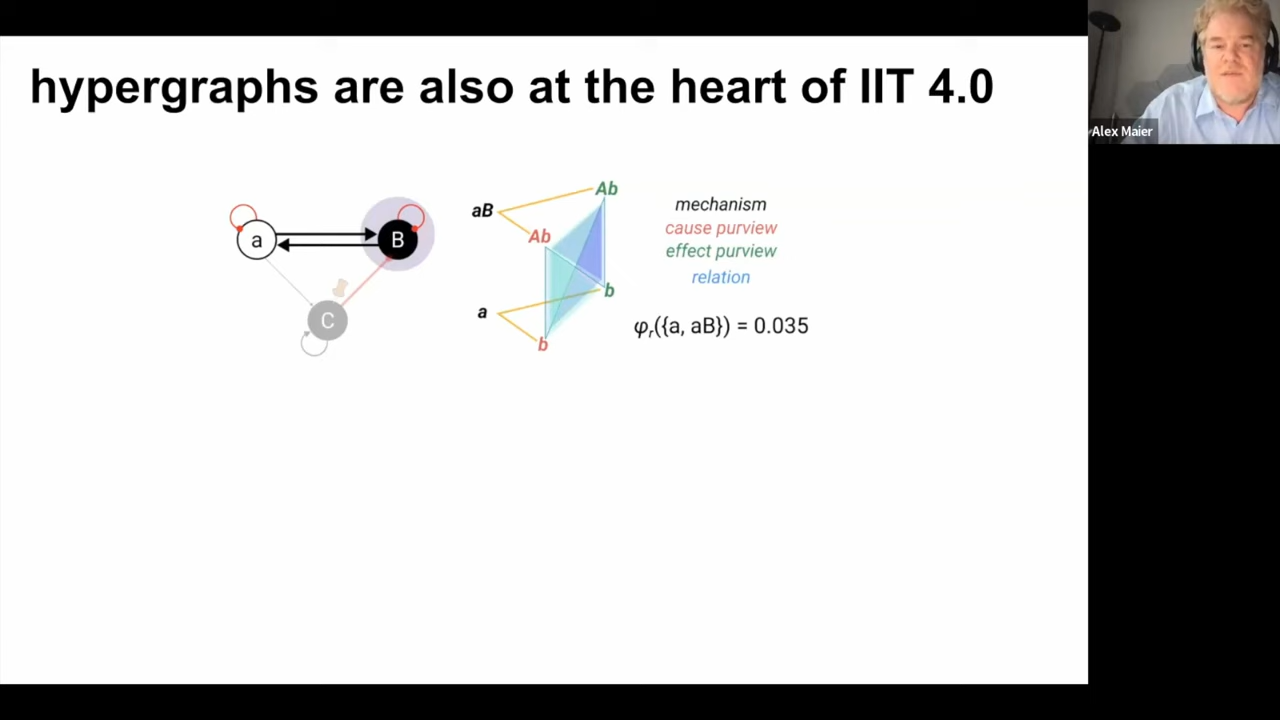 hypergraphs are also at the heart of IIT 4.0
Alex Maier
a
B
C
aB
Ab
Ab
a
b
b
mechanism
cause purview
effect purview
relation
φr({a, aB}) = 0.035